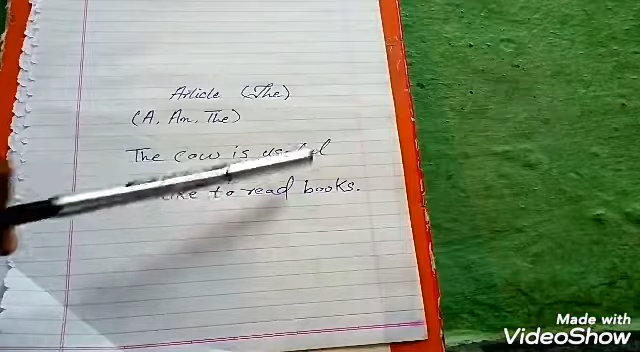 Article (The)
(A, An, The)
The cow is
to read books.
Made with
VideoShow